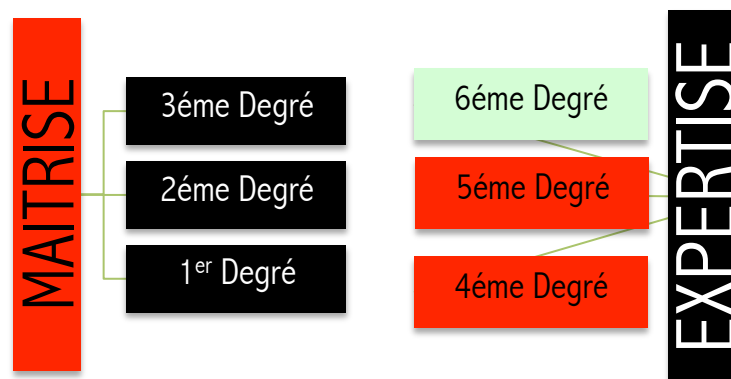 MAITRISE
3éme Degré
2éme Degré
1er Degré
6éme Degré
5éme Degré
4éme Degré
EXPERTISE